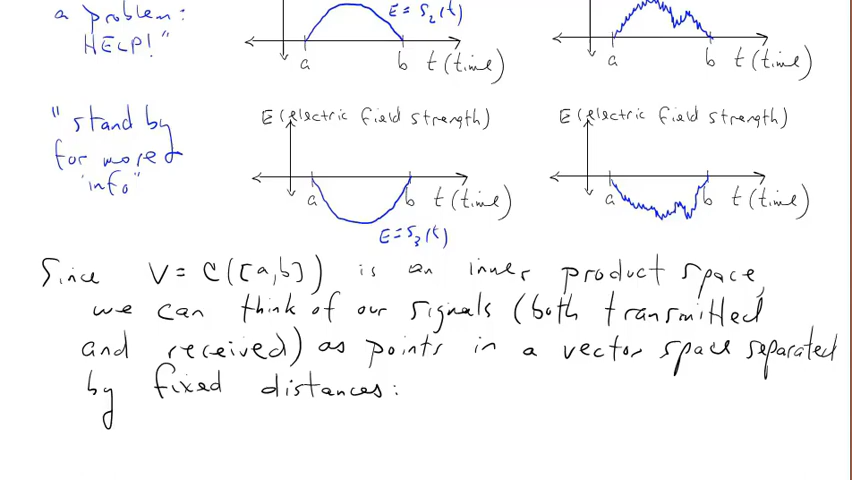 a problem:
HELP!"
E = s₂(t)
a b t (time)
a b t (time)
"stand by
for more
info"
E (electric field strength)
a b t (time)
E = s₃(t)
E (electric field strength)
a b t (time)
Since V = C([a,b]) is an inner product space,
we can think of our signals (both transmitted
and received) as points in a vector space separated
by fixed distances: